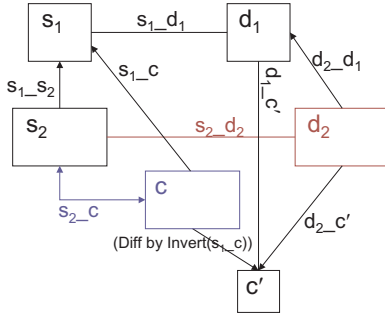 s₁
s₁_d₁
d₁
s₁_s₂
s₁_c
d₁_c′
d₂_d₁
s₂
s₂_d₂
d₂
c
s₂_c
d₂_c′
(Diff by Invert(s₁_c))
c′